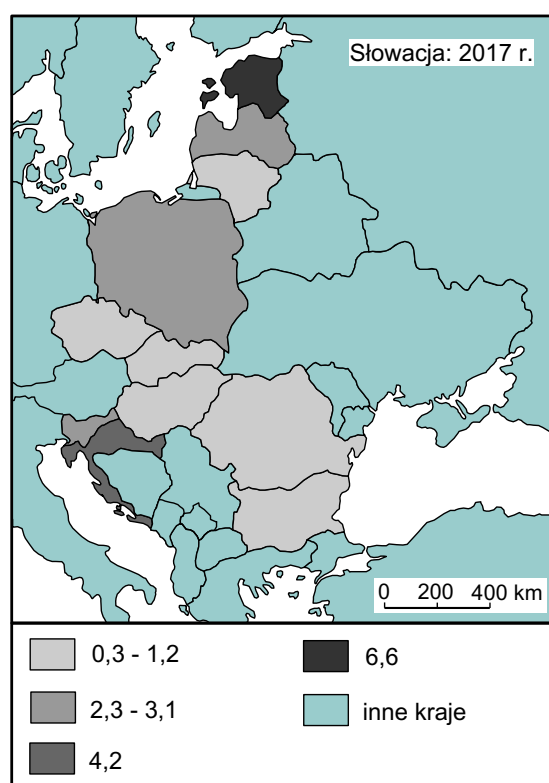 Słowacja: 2017 r.
0 200 400 km
0,3 - 1,2
2,3 - 3,1
4,2
6,6
inne kraje